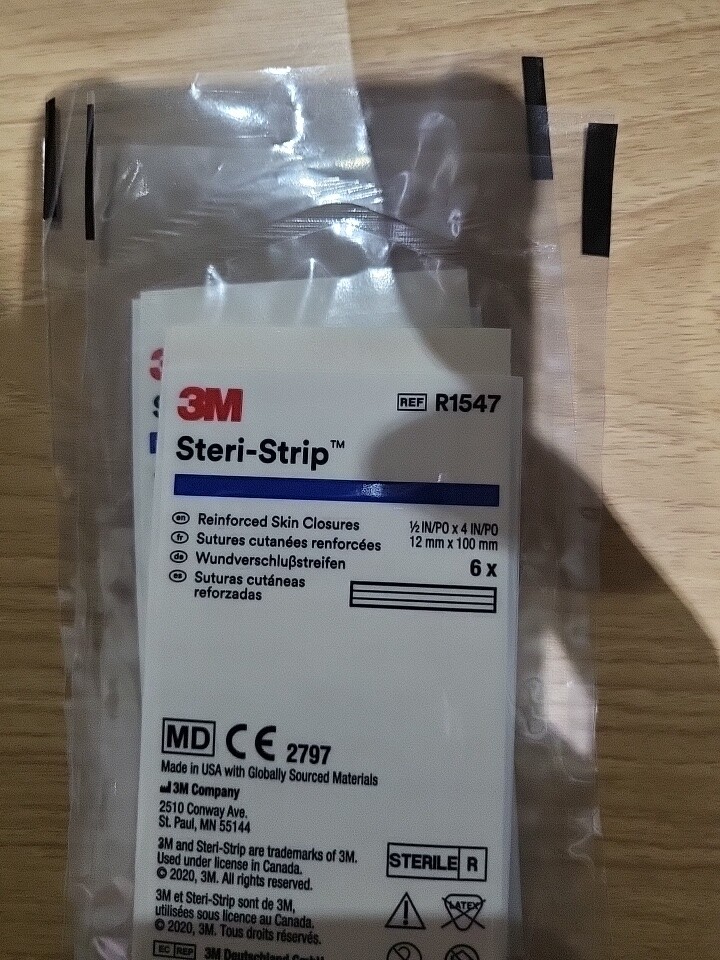 3M
REF R1547
Steri-Strip™
en Reinforced Skin Closures
fr Sutures cutanées renforcées
de Wundverschlußstreifen
es Suturas cutáneas
reforzadas
½ IN/PO x 4 IN/PO
12 mm x 100 mm
6 x
MD CE 2797
Made in USA with Globally Sourced Materials
3M Company
2510 Conway Ave.
St. Paul, MN 55144
3M and Steri-Strip are trademarks of 3M.
Used under license in Canada.
© 2020, 3M. All rights reserved.
STERILE R
LATEX
3M et Steri-Strip sont de 3M,
utilisées sous licence au Canada.
© 2020, 3M. Tous droits réservés.
EC REP 3M Deutschland GmbH